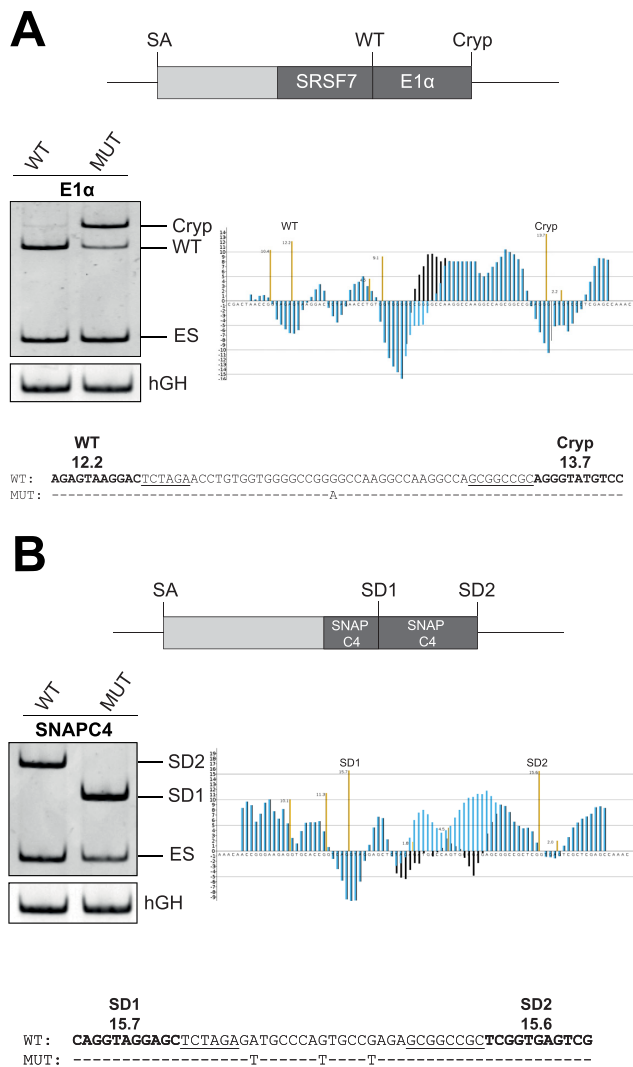 A
SA WT Cryp
SRSF7 E1α
WT MUT
E1α
Cryp
WT
ES
hGH
WT Cryp
WT Cryp
12.2 13.7
WT: AGAGTAAGGACTCTAGAACCTGTGGTGGGGCCGGGGCCAAGGCCAAGGCCAGCGGCCGCAGGGTATGTCC
MUT: ----------------------------------A-----------------------------------
B
SA SD1 SD2
SNAP C4 SNAP C4
WT MUT
SNAPC4
SD2
SD1
ES
hGH
SD1 SD2
SD1 SD2
15.7 15.6
WT: CAGGTAGGAGCTCTAGAGATGCCCAGTGCCGAGAGCGGCCGCTCGGTGAGTCG
MUT: ------------------T-------T-----T--------------------